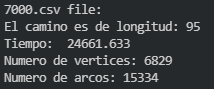 7000.csv file:
El camino es de longitud: 95
Tiempo:  24661.633
Numero de vertices: 6829
Numero de arcos: 15334